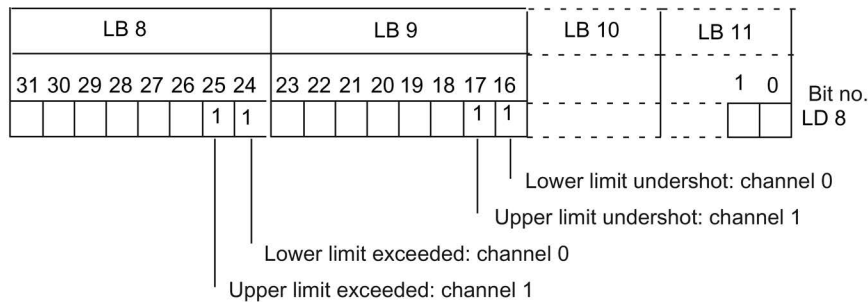 LB 8 LB 9 LB 10 LB 11
31 30 29 28 27 26 25 24 23 22 21 20 19 18 17 16 1 0 Bit no.
1 1 1 1 LD 8
Lower limit undershot: channel 0
Upper limit undershot: channel 1
Lower limit exceeded: channel 0
Upper limit exceeded: channel 1